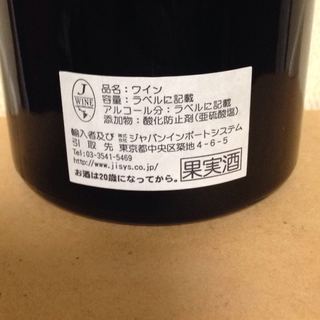 J
WINE
品名：ワイン
容量：ラベルに記載
アルコール分：ラベルに記載
添加物：酸化防止剤(亜硫酸塩)
輸入者及び 株式会社 ジャパンインポートシステム
引取先 東京都中央区築地4-6-5
Tel:03-3541-5469
http://www.jisys.co.jp/
お酒は20歳になってから。
果実酒